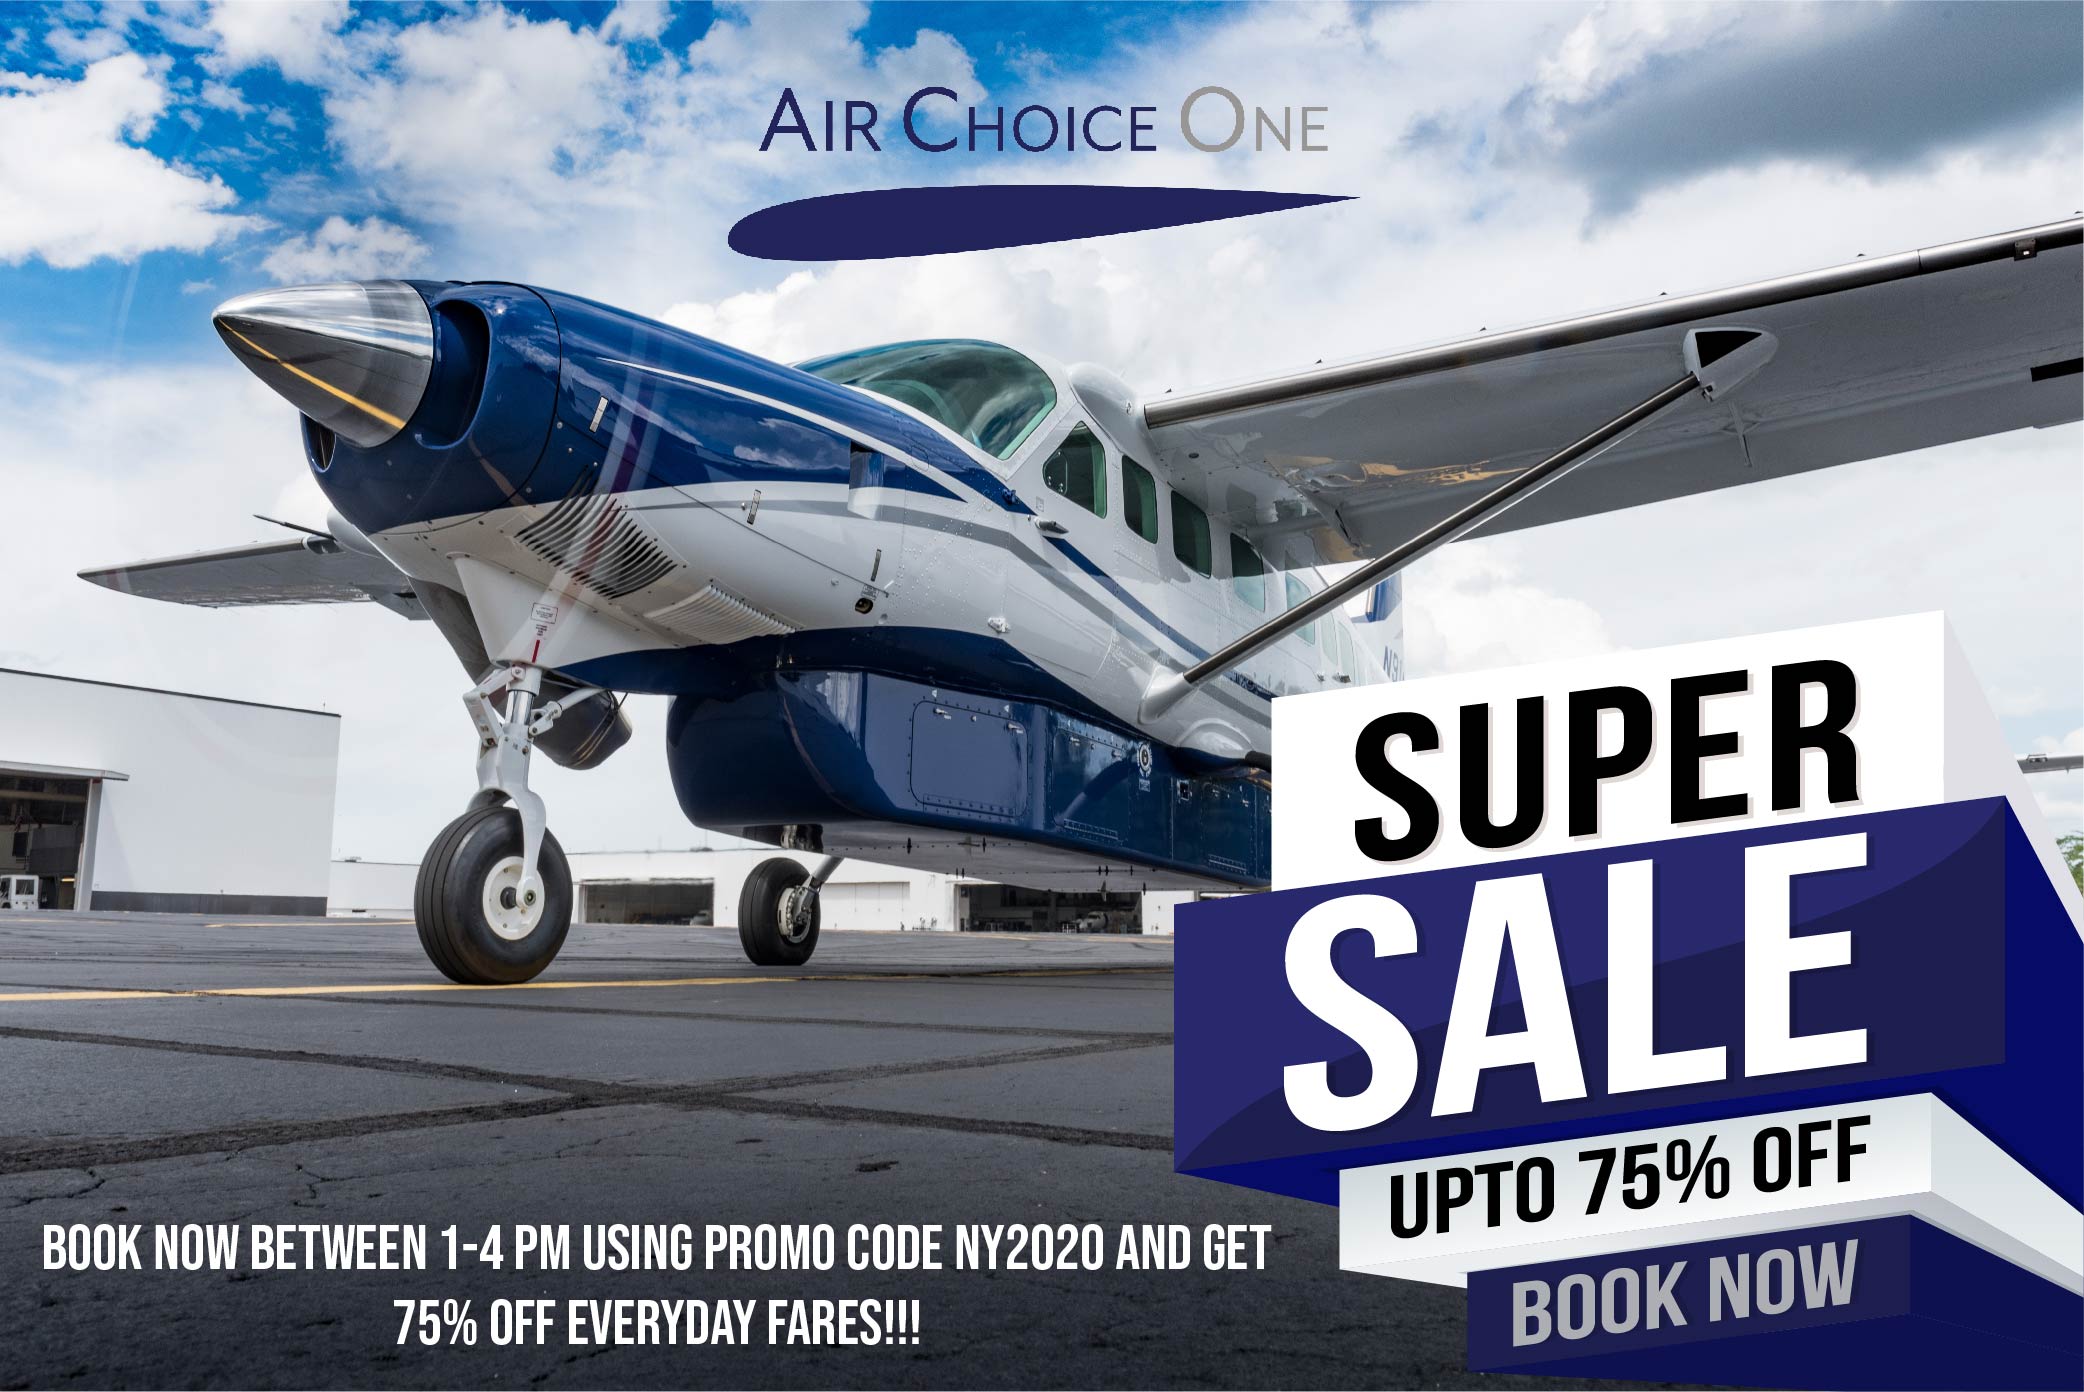 AIR CHOICE ONE
SUPER
SALE
UPTO 75% OFF
BOOK NOW
BOOK NOW BETWEEN 1-4 PM USING PROMO CODE NY2020 AND GET
75% OFF EVERYDAY FARES!!!